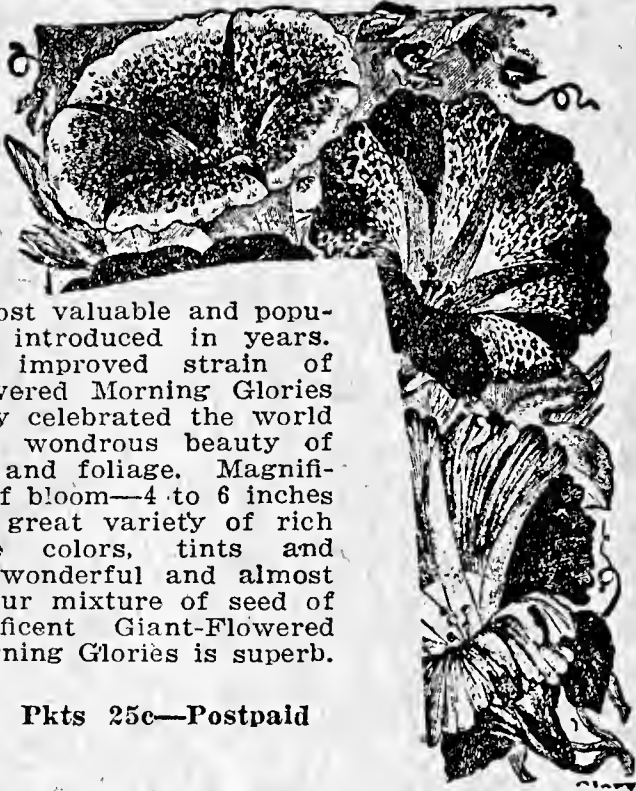 ost valuable and popu-
introduced in years.
improved strain of
wered Morning Glories
y celebrated the world
wondrous beauty of
and foliage. Magnifi-
f bloom—4 to 6 inches
great variety of rich
e colors, tints and
wonderful and almost
ur mixture of seed of
ficent Giant-Flowered
rning Glories is superb.
Pkts 25c—Postpaid